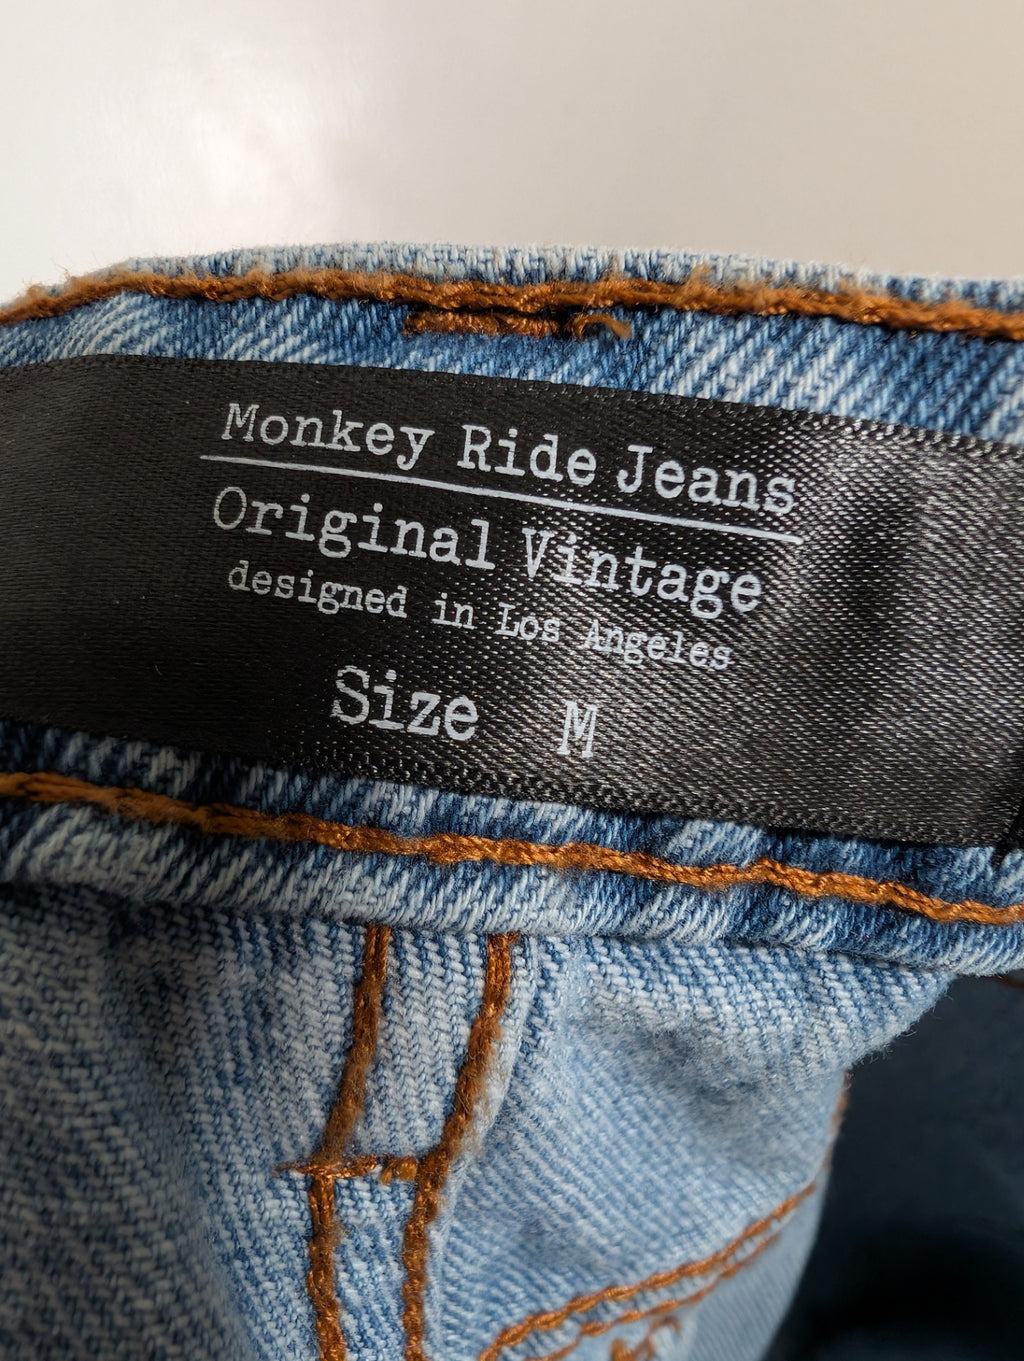 Monkey Ride Jeans
Original Vintage
designed in Los Angeles
Size M